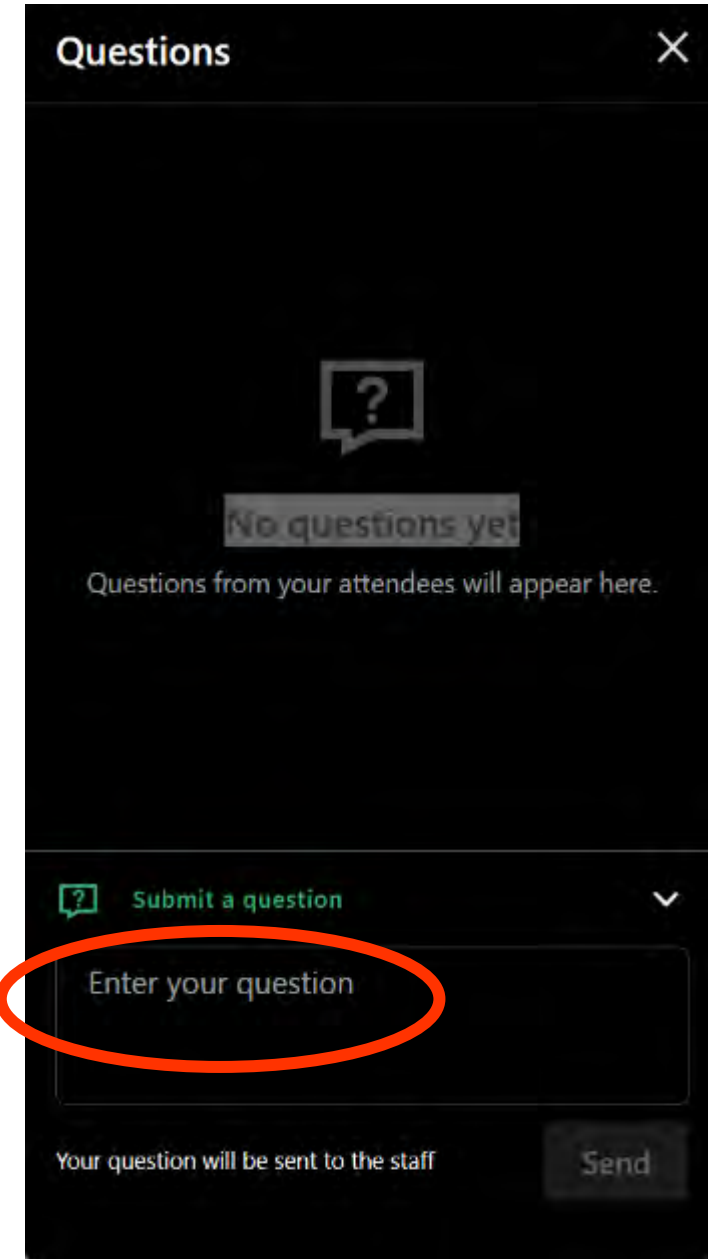 Questions
?
No questions yet
Questions from your attendees will appear here.
? Submit a question
Enter your question
Your question will be sent to the staff
Send